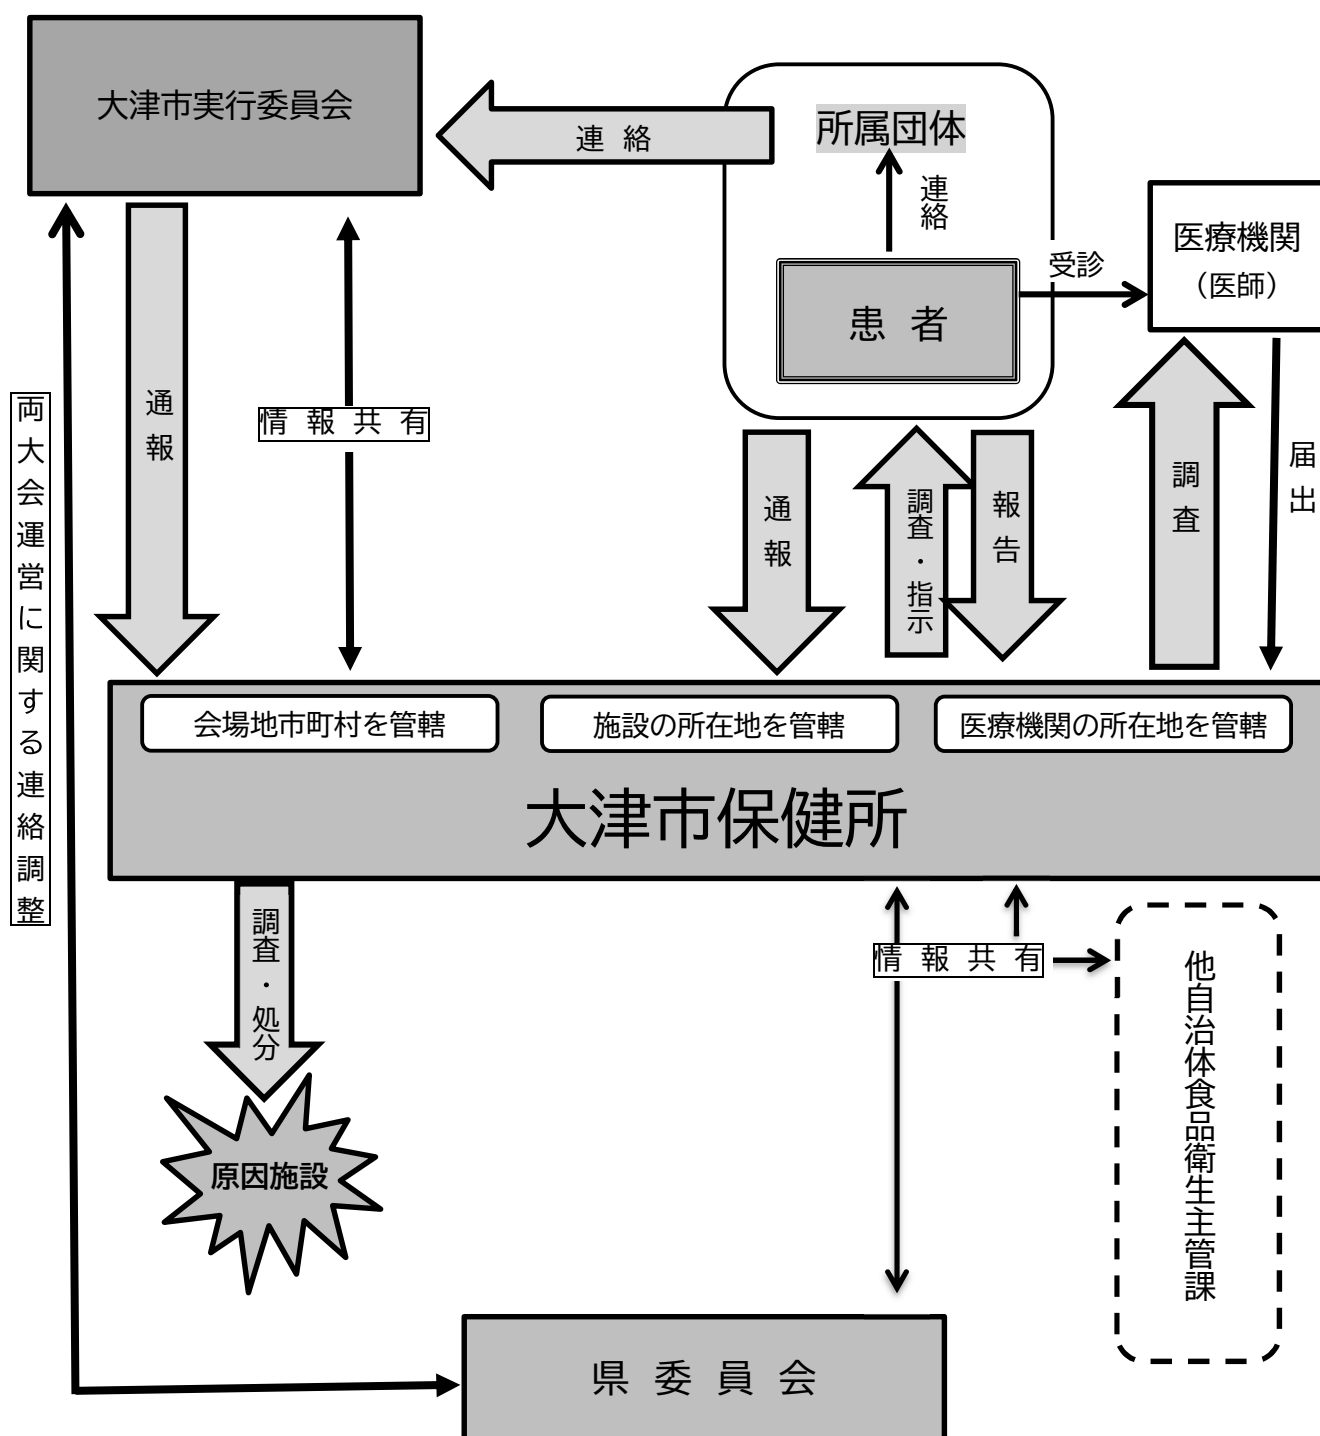 大津市実行委員会
連 絡
所属団体
連絡
患 者
受診
医療機関
（医師）
通報
情 報 共 有
両大会運営に関する連絡調整
通報
調査・指示
報告
調査
届出
会場地市町村を管轄
施設の所在地を管轄
医療機関の所在地を管轄
大津市保健所
調査・処分
情 報 共 有
他自治体食品衛生主管課
原因施設
県 委 員 会